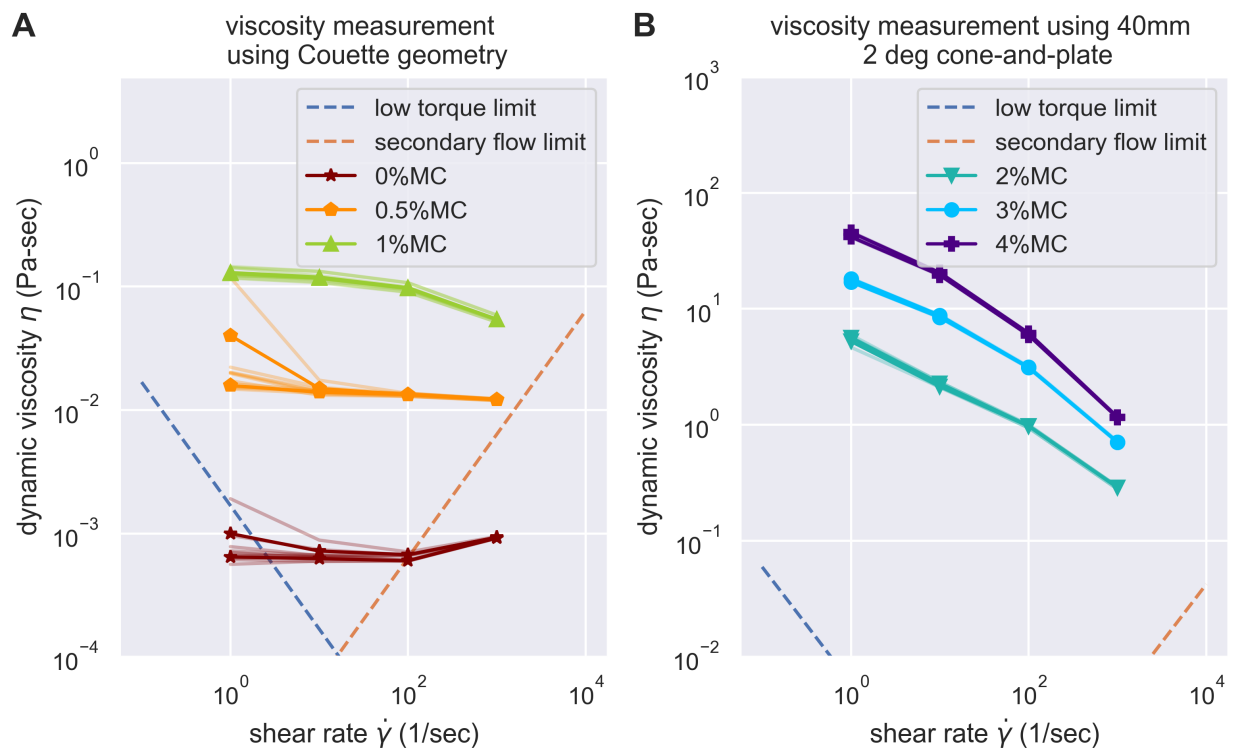 A
viscosity measurement
using Couette geometry
low torque limit
secondary flow limit
0%MC
0.5%MC
1%MC
10^0
10^−1
10^−2
10^−3
10^−4
dynamic viscosity η (Pa-sec)
10^0
10^2
10^4
shear rate γ̇ (1/sec)
B
viscosity measurement using 40mm
2 deg cone-and-plate
low torque limit
secondary flow limit
2%MC
3%MC
4%MC
10^3
10^2
10^1
10^0
10^−1
10^−2
dynamic viscosity η (Pa-sec)
10^0
10^2
10^4
shear rate γ̇ (1/sec)